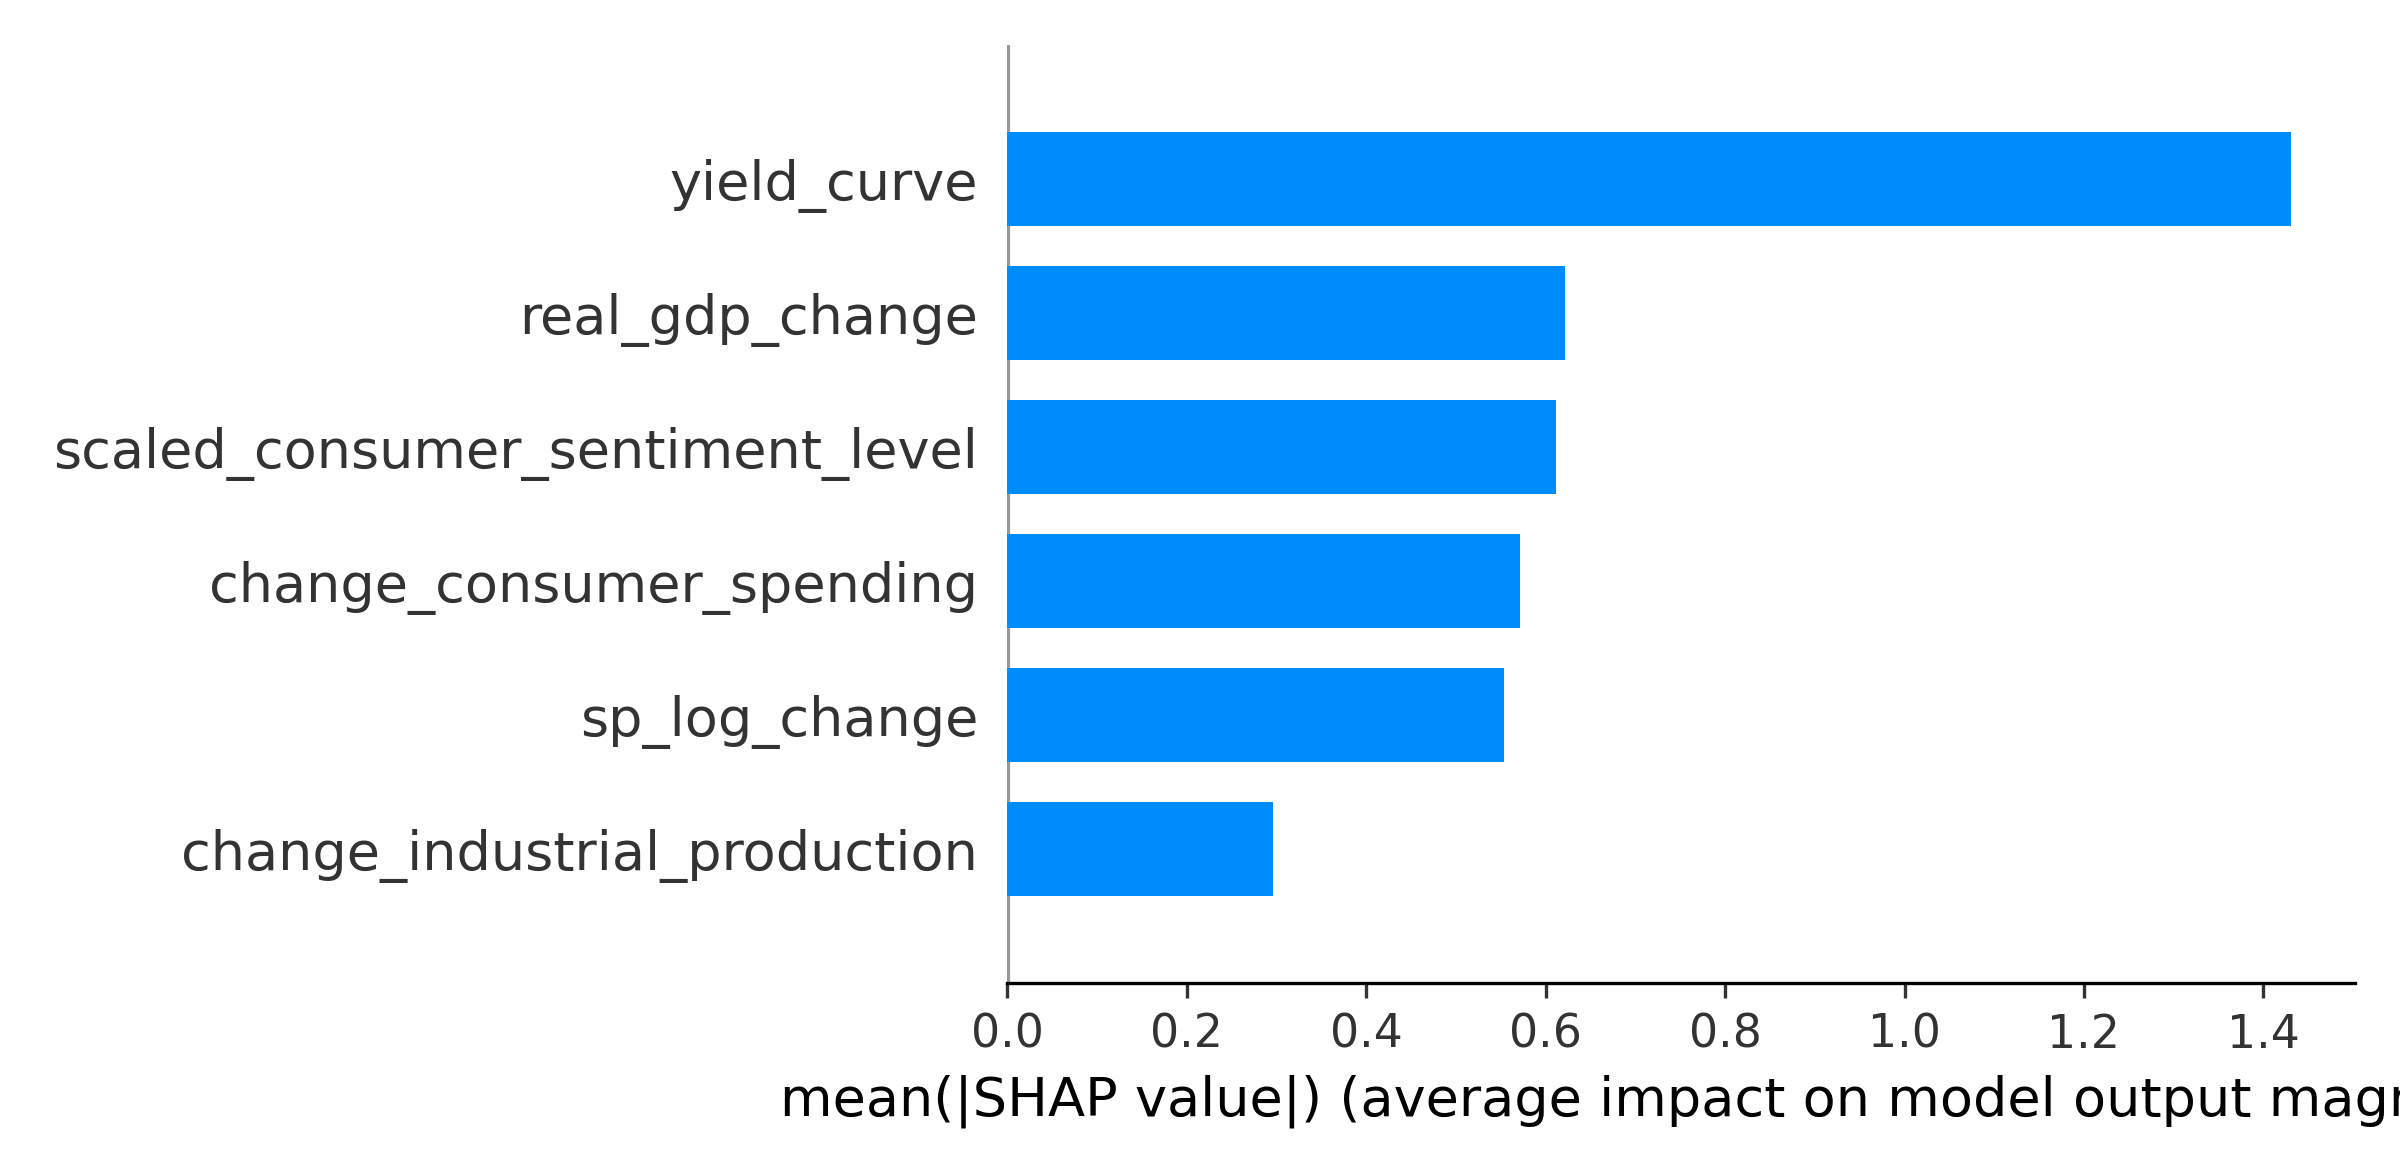 yield_curve
real_gdp_change
scaled_consumer_sentiment_level
change_consumer_spending
sp_log_change
change_industrial_production
0.0 0.2 0.4 0.6 0.8 1.0 1.2 1.4
mean(|SHAP value|) (average impact on model output